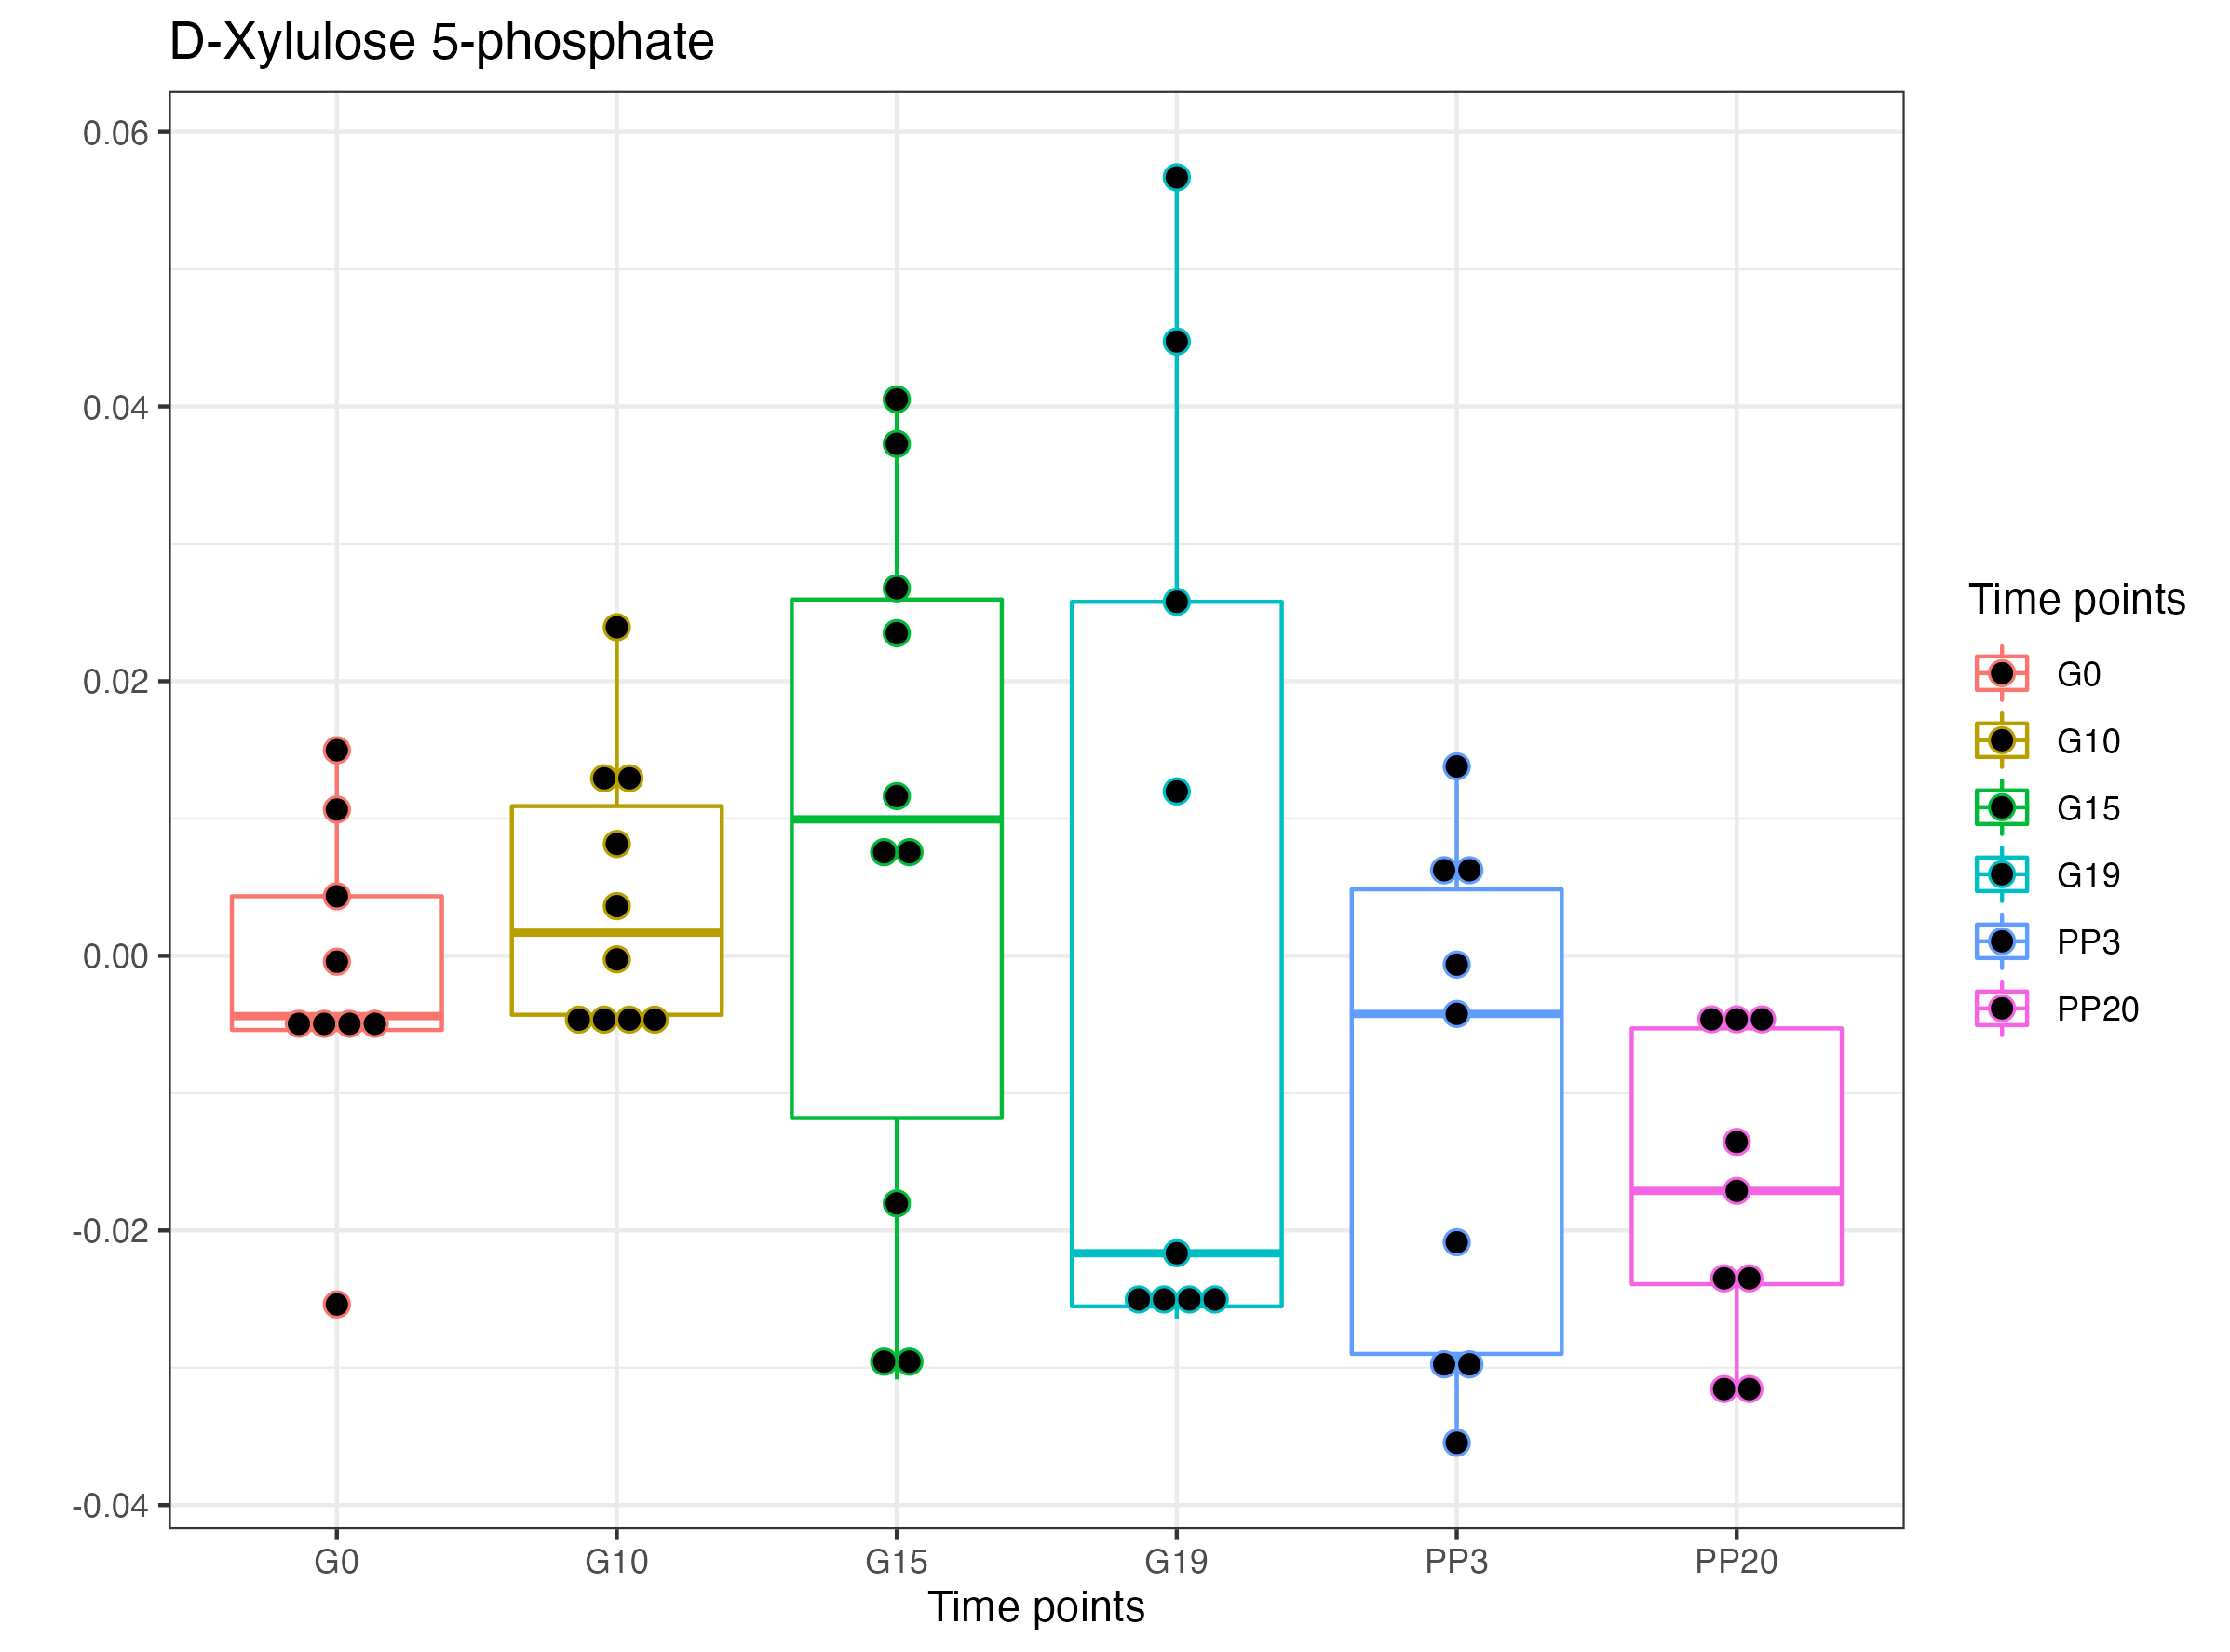 D-Xylulose 5-phosphate
0.06
0.04
0.02
0.00
-0.02
-0.04
G0 G10 G15 G19 PP3 PP20
Time points
Time points
G0
G10
G15
G19
PP3
PP20